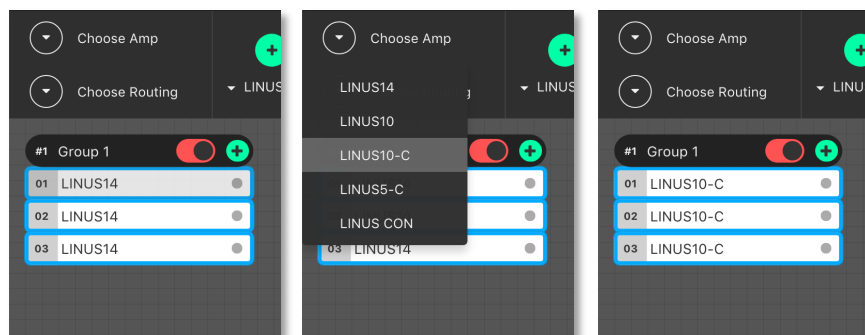 Choose Amp
Choose Routing
LINUS
#1 Group 1
01 LINUS14
02 LINUS14
03 LINUS14
Choose Amp
LINUS14
LINUS
LINUS10
LINUS10-C
LINUS5-C
LINUS CON
03 LINUS14
Choose Amp
Choose Routing
LINU
#1 Group 1
01 LINUS10-C
02 LINUS10-C
03 LINUS10-C